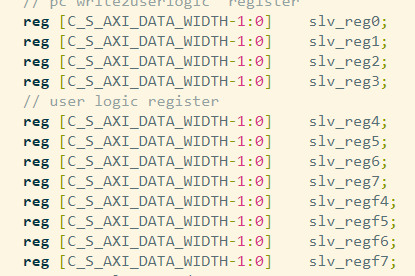 // pc write2userlogic  register
reg [C_S_AXI_DATA_WIDTH-1:0]    slv_reg0;
reg [C_S_AXI_DATA_WIDTH-1:0]    slv_reg1;
reg [C_S_AXI_DATA_WIDTH-1:0]    slv_reg2;
reg [C_S_AXI_DATA_WIDTH-1:0]    slv_reg3;
// user logic register
reg [C_S_AXI_DATA_WIDTH-1:0]    slv_reg4;
reg [C_S_AXI_DATA_WIDTH-1:0]    slv_reg5;
reg [C_S_AXI_DATA_WIDTH-1:0]    slv_reg6;
reg [C_S_AXI_DATA_WIDTH-1:0]    slv_reg7;
reg [C_S_AXI_DATA_WIDTH-1:0]    slv_regf4;
reg [C_S_AXI_DATA_WIDTH-1:0]    slv_regf5;
reg [C_S_AXI_DATA_WIDTH-1:0]    slv_regf6;
reg [C_S_AXI_DATA_WIDTH-1:0]    slv_regf7;